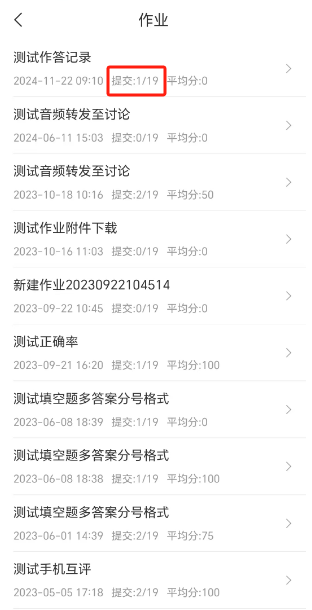 作业
测试作答记录
2024-11-22 09:10 提交:1/19 平均分:0
测试音频转发至讨论
2024-06-11 15:03 提交:0/19 平均分:0
测试音频转发至讨论
2023-10-18 10:16 提交:2/19 平均分:50
测试作业附件下载
2023-10-16 11:03 提交:0/19 平均分:0
新建作业20230922104514
2023-09-22 10:45 提交:0/19 平均分:0
测试正确率
2023-09-21 16:20 提交:1/19 平均分:100
测试填空题多答案分号格式
2023-06-08 18:39 提交:1/19 平均分:0
测试填空题多答案分号格式
2023-06-08 18:38 提交:1/19 平均分:100
测试填空题多答案分号格式
2023-06-01 14:39 提交:2/19 平均分:75
测试手机互评
2023-05-05 17:18 提交:2/19 平均分:100